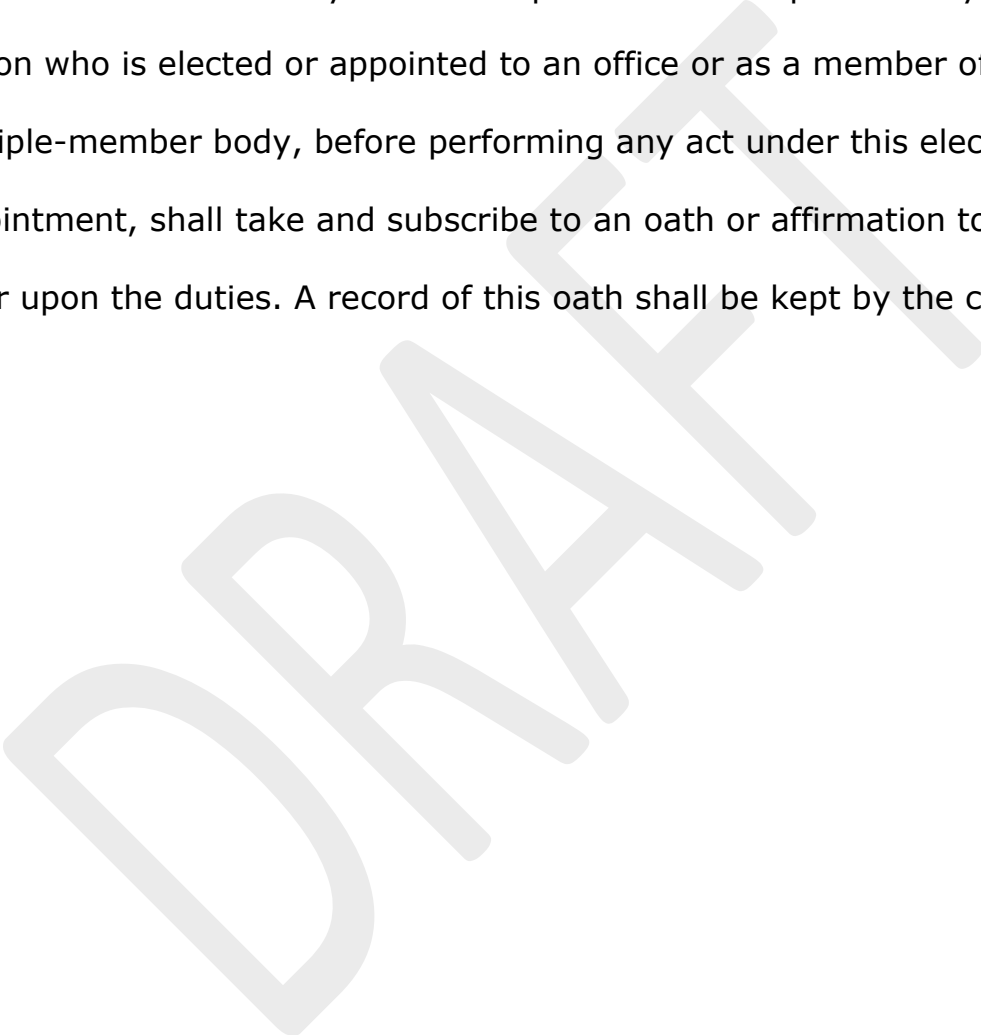 on who is elected or appointed to an office or as a member of
iple-member body, before performing any act under this elec
ointment, shall take and subscribe to an oath or affirmation to
r upon the duties. A record of this oath shall be kept by the c
DRAFT